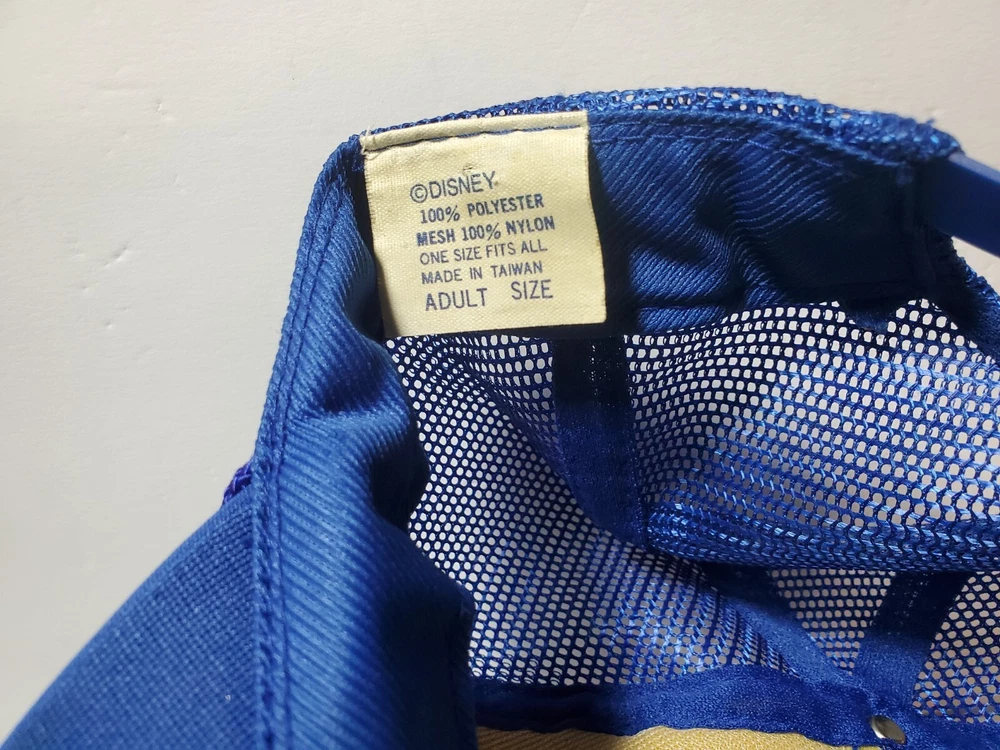 ©DISNEY
100% POLYESTER
MESH 100% NYLON
ONE SIZE FITS ALL
MADE IN TAIWAN
ADULT SIZE